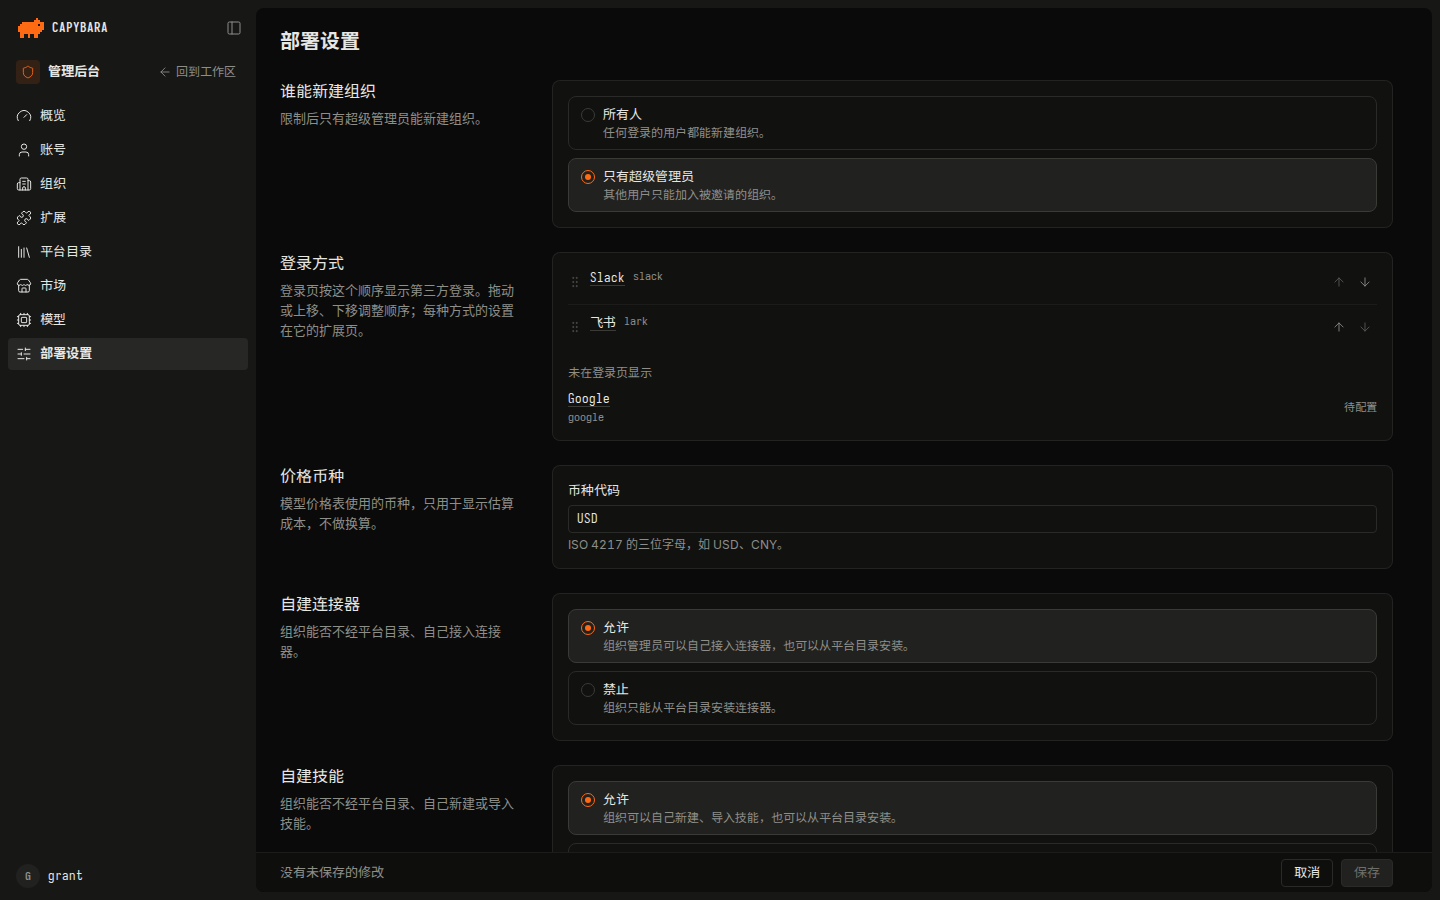 CAPYBARA
管理后台
回到工作区
概览
账号
组织
扩展
平台目录
市场
模型
部署设置
G
grant
部署设置
谁能新建组织
限制后只有超级管理员能新建组织。
所有人
任何登录的用户都能新建组织。
只有超级管理员
其他用户只能加入被邀请的组织。
登录方式
登录页按这个顺序显示第三方登录。拖动
或上移、下移调整顺序；每种方式的设置
在它的扩展页。
Slack slack
飞书 lark
未在登录页显示
Google
google
待配置
价格币种
模型价格表使用的币种，只用于显示估算
成本，不做换算。
币种代码
USD
ISO 4217 的三位字母，如 USD、CNY。
自建连接器
组织能否不经平台目录、自己接入连接
器。
允许
组织管理员可以自己接入连接器，也可以从平台目录安装。
禁止
组织只能从平台目录安装连接器。
自建技能
组织能否不经平台目录、自己新建或导入
技能。
允许
组织可以自己新建、导入技能，也可以从平台目录安装。
没有未保存的修改
取消
保存